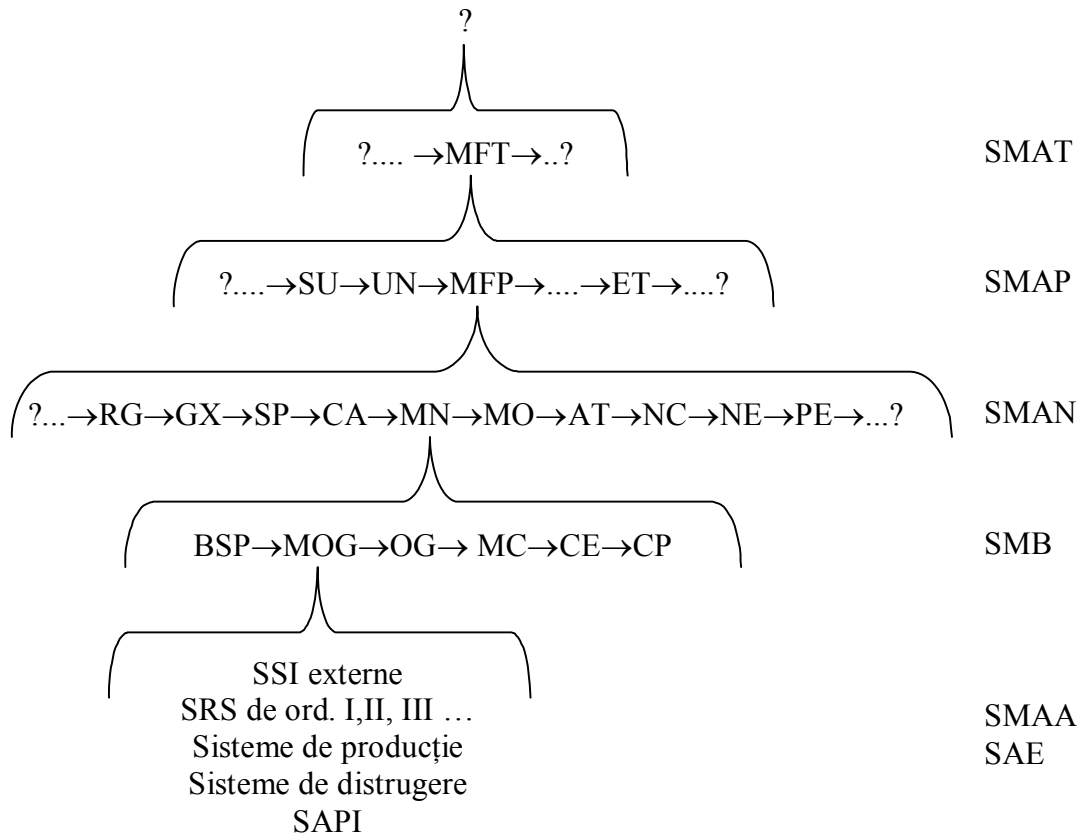 ?
?.... →MFT→..? SMAT
?....→SU→UN→MFP→....→ET→....? SMAP
?...→RG→GX→SP→CA→MN→MO→AT→NC→NE→PE→...? SMAN
BSP→MOG→OG→ MC→CE→CP SMB
SSI externe
SRS de ord. I,II, III ... SMAA
Sisteme de producție SAE
Sisteme de distrugere
SAPI